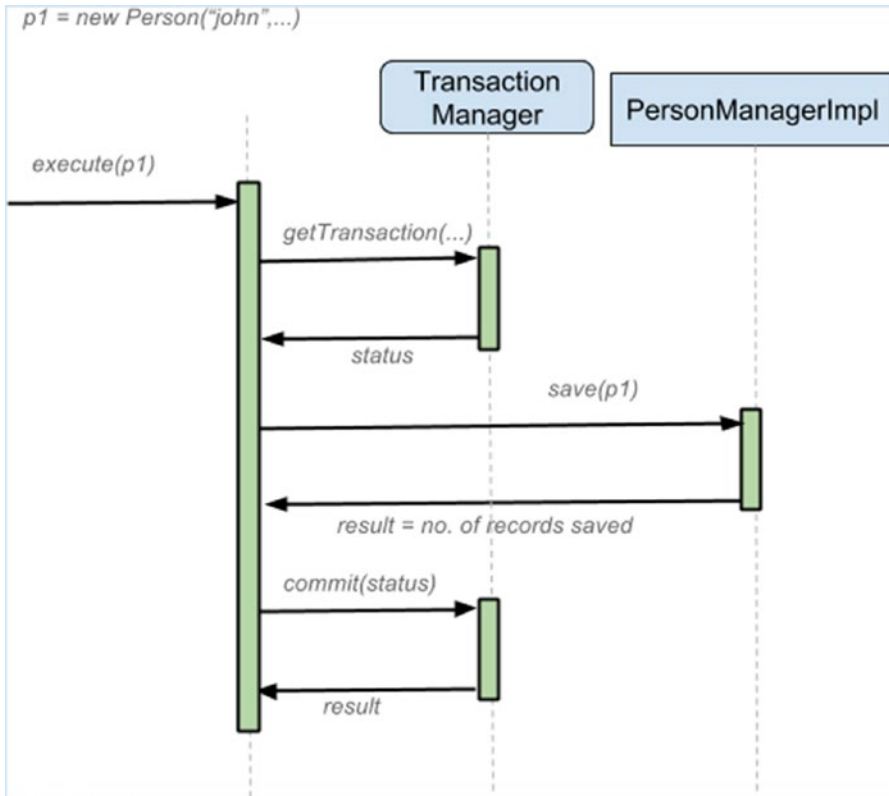 p1 = new Person(“john”,...)
Transaction
Manager
PersonManagerImpl
execute(p1)
getTransaction(...)
status
save(p1)
result = no. of records saved
commit(status)
result